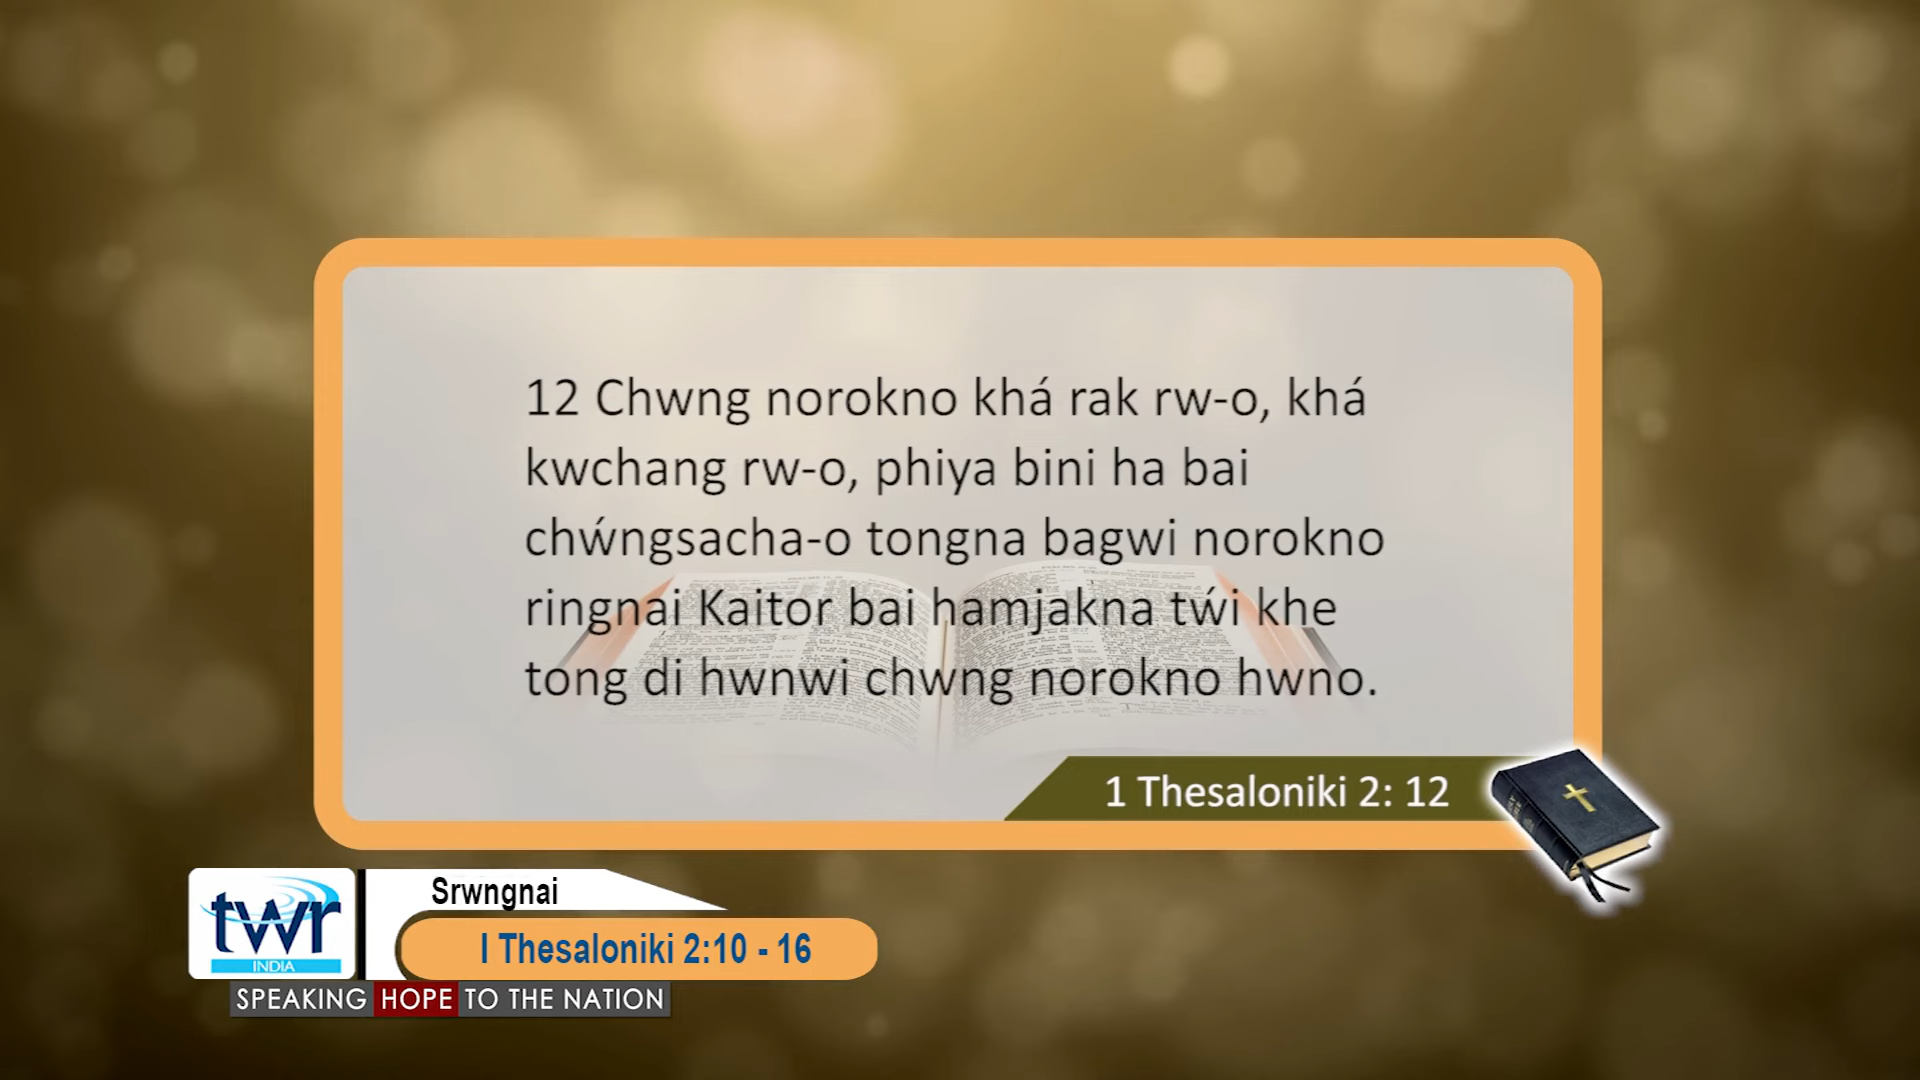 12 Chwng norokno khá rak rw-o, khá
kwchang rw-o, phiya bini ha bai
chẃngsacha-o tongna bagwi norokno
ringnai Kaitor bai hamjakna tẃi khe
tong di hwnwi chwng norokno hwno.
1 Thesaloniki 2: 12
Srwngnai
I Thesaloniki 2:10 - 16
twr
INDIA
SPEAKING HOPE TO THE NATION